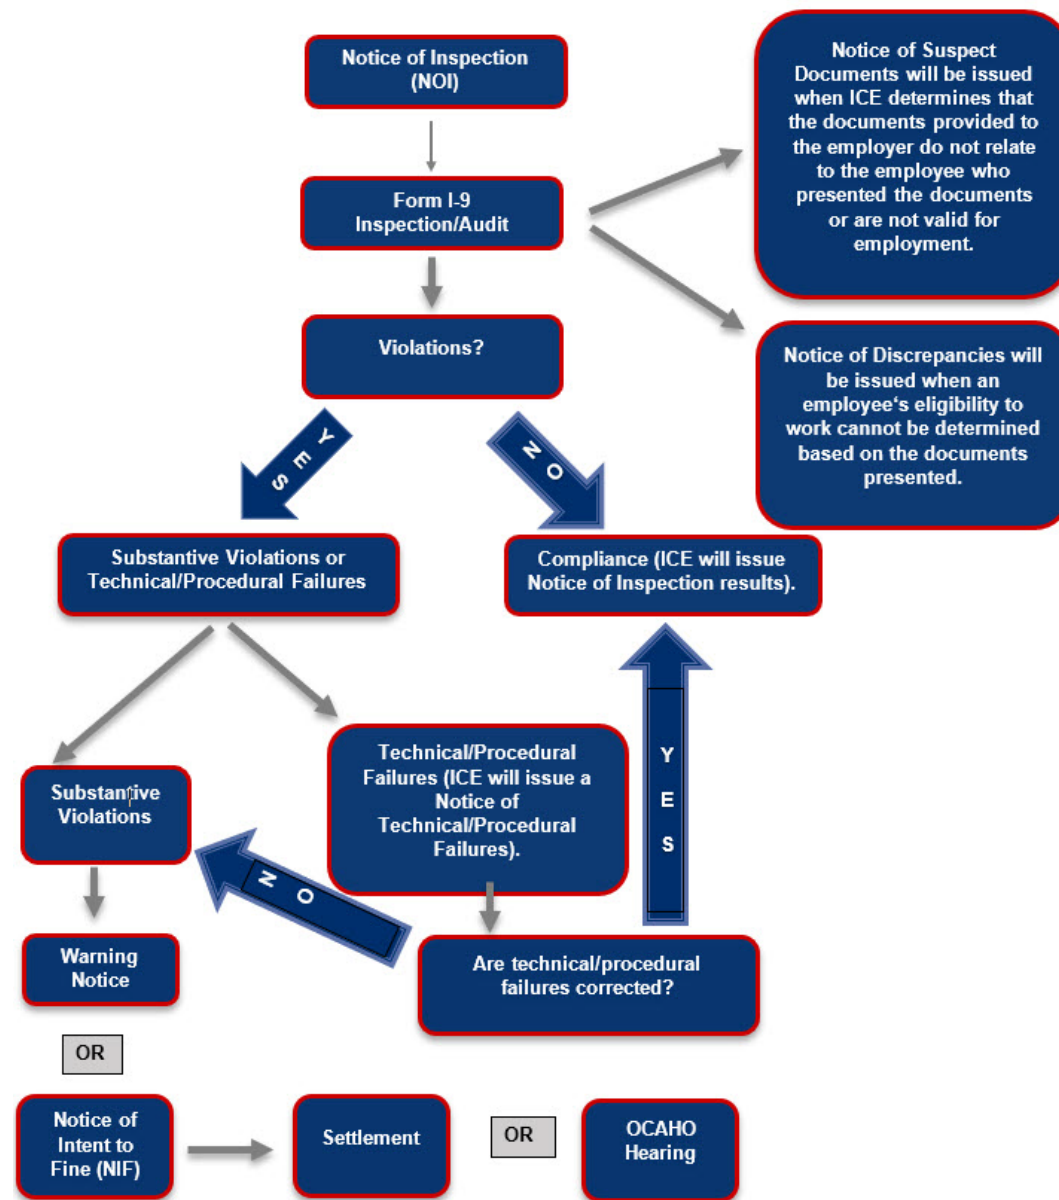 Notice of Inspection
(NOI)
Notice of Suspect
Documents will be issued
when ICE determines that
the documents provided to
the employer do not relate
to the employee who
presented the documents
or are not valid for
employment.
Form I-9
Inspection/Audit
Violations?
Notice of Discrepancies will
be issued when an
employee‘s eligibility to
work cannot be determined
based on the documents
presented.
YES
NO
Substantive Violations or
Technical/Procedural Failures
Compliance (ICE will issue
Notice of Inspection results).
Technical/Procedural
Failures (ICE will issue a
Notice of
Technical/Procedural
Failures).
YES
Substantive
Violations
NO
Warning
Notice
Are technical/procedural
failures corrected?
OR
Notice of
Intent to
Fine (NIF)
Settlement
OR
OCAHO
Hearing